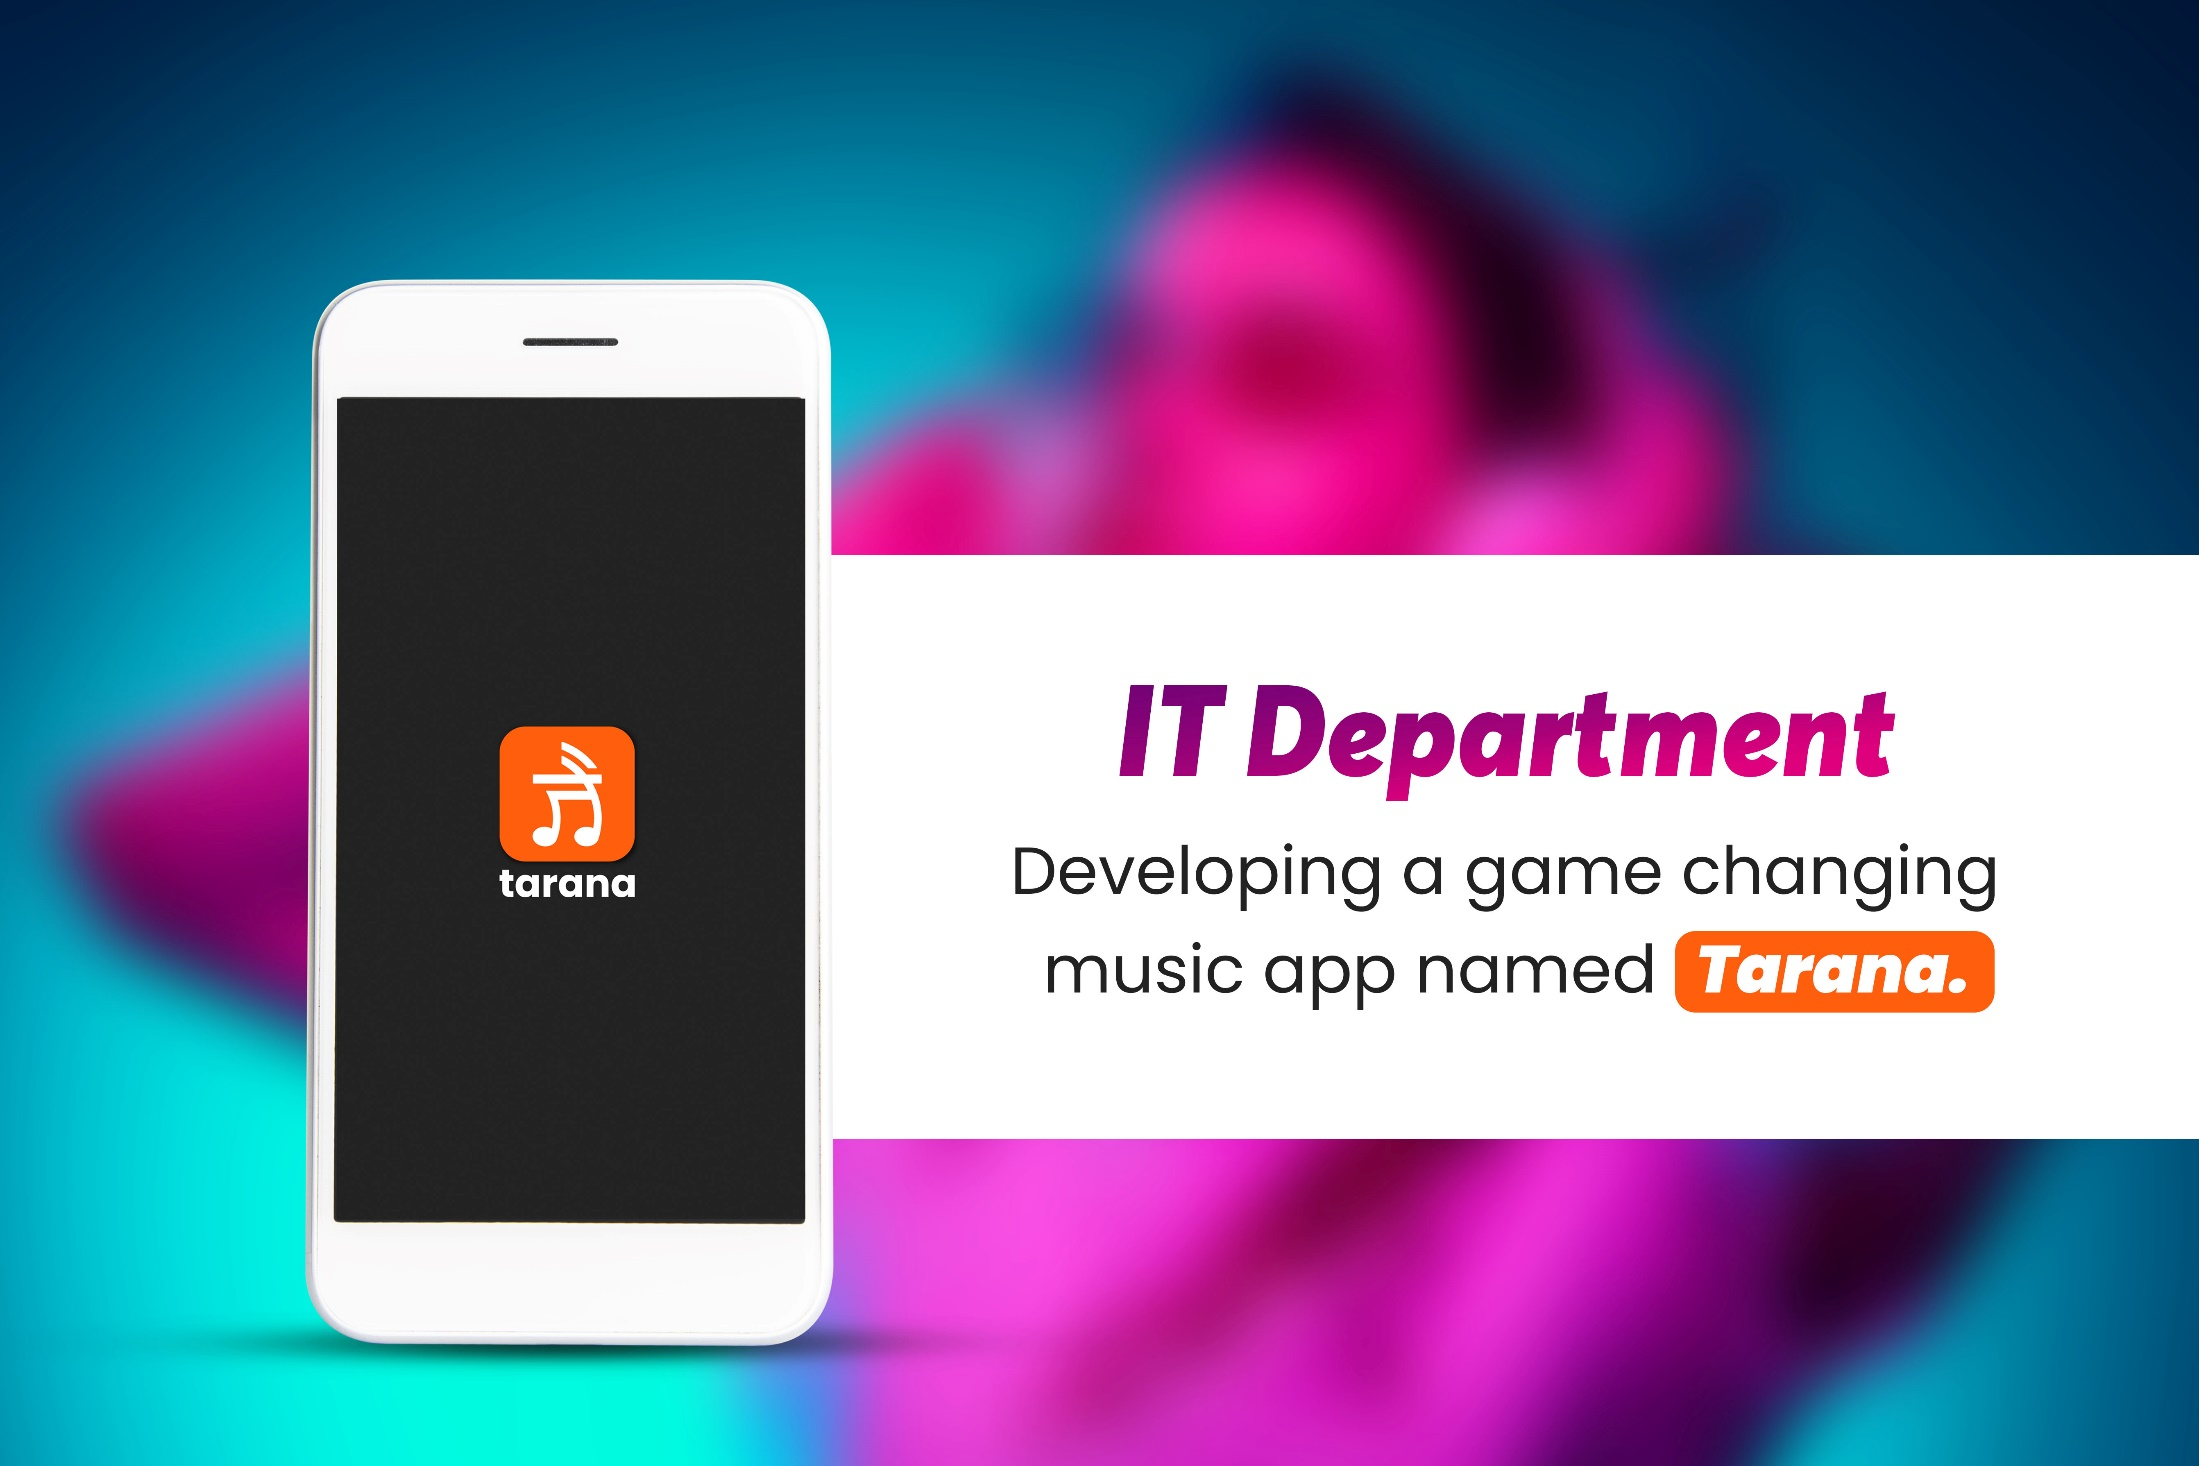 tarana
IT Department
Developing a game changing
music app named Tarana.